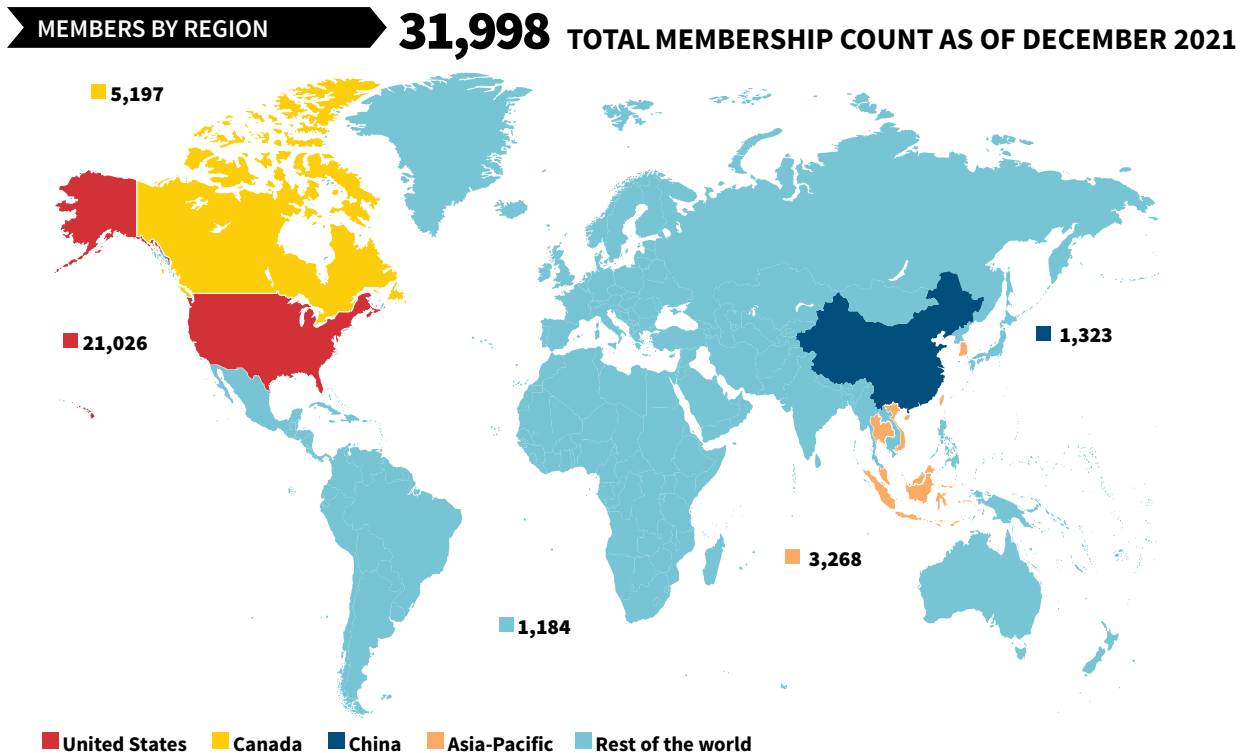 MEMBERS BY REGION
31,998 TOTAL MEMBERSHIP COUNT AS OF DECEMBER 2021
5,197
21,026
1,323
3,268
1,184
United States Canada China Asia-Pacific Rest of the world